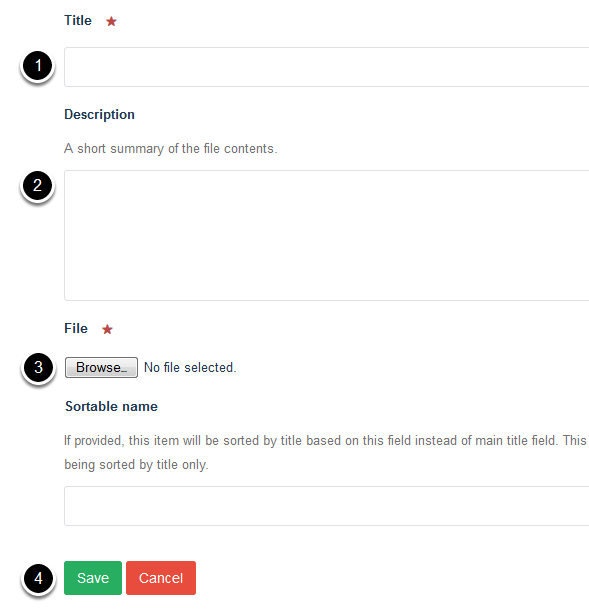 Title ★
1
Description
A short summary of the file contents.
2
File ★
3 Browse… No file selected.
Sortable name
If provided, this item will be sorted by title based on this field instead of main title field. This
being sorted by title only.
4 Save Cancel